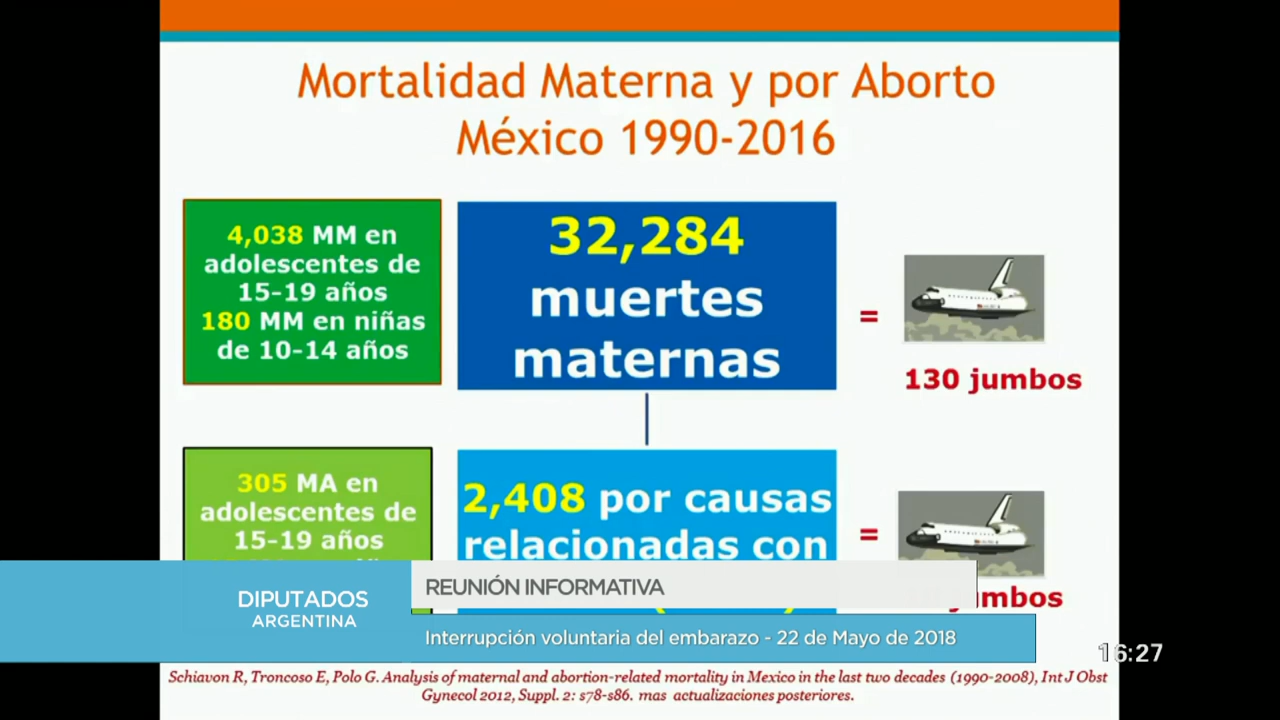 Mortalidad Materna y por Aborto
México 1990-2016
4,038 MM en
adolescentes de
15-19 años
180 MM en niñas
de 10-14 años
32,284
muertes
maternas
=
130 jumbos
305 MA en
adolescentes de
15-19 años
2,408 por causas
relacionadas con
=
jumbos
DIPUTADOS
ARGENTINA
REUNIÓN INFORMATIVA
Interrupción voluntaria del embarazo - 22 de Mayo de 2018
16:27
Schiavon R, Troncoso E, Polo G. Analysis of maternal and abortion-related mortality in Mexico in the last two decades (1990-2008), Int J Obst
Gynecol 2012, Suppl. 2: s78-s86. mas actualizaciones posteriores.